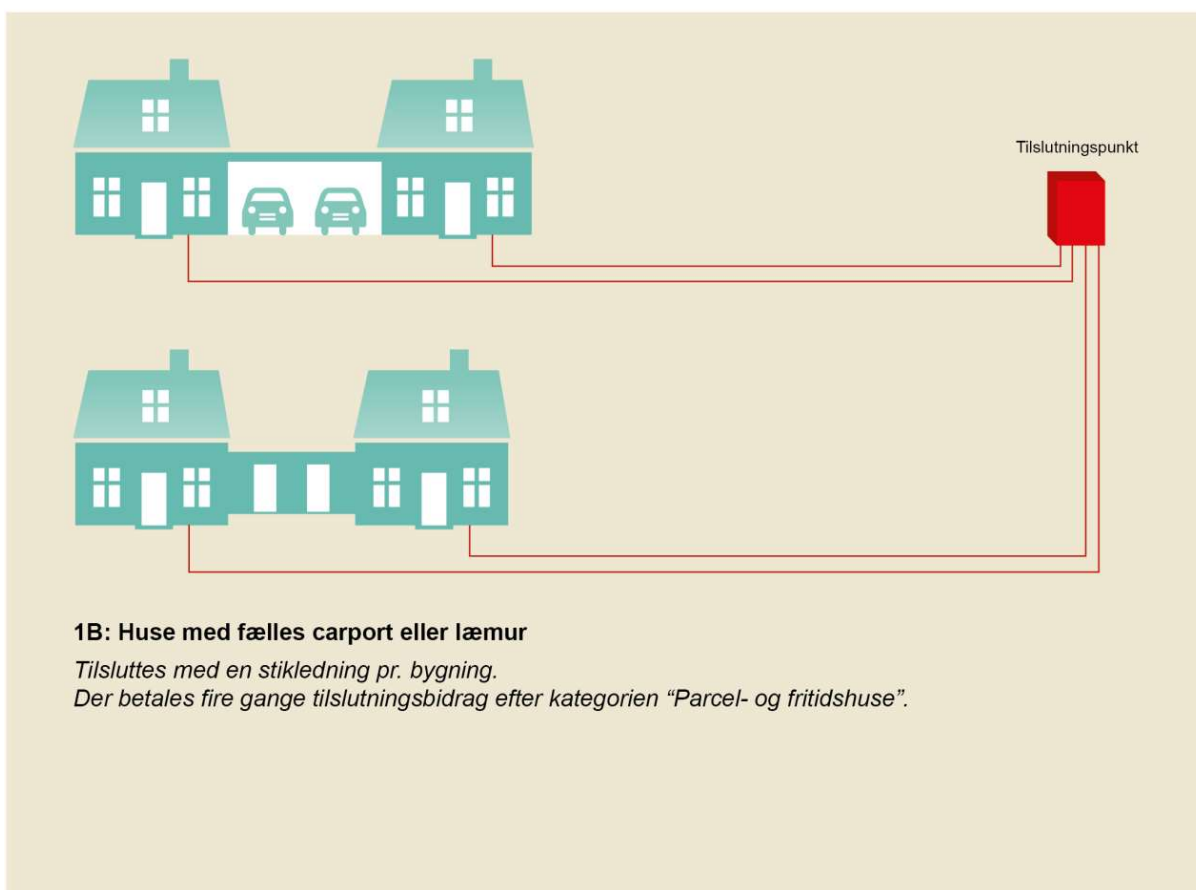 Tilslutningspunkt
1B: Huse med fælles carport eller læmur
Tilsluttes med en stikledning pr. bygning.
Der betales fire gange tilslutningsbidrag efter kategorien “Parcel- og fritidshuse”.